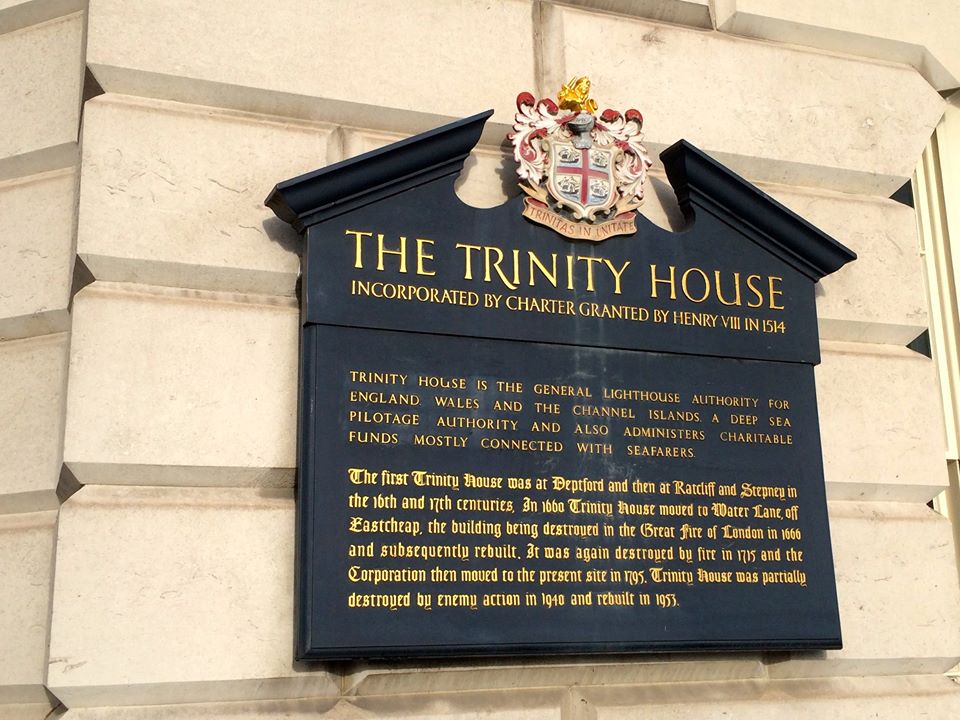 TRINITAS IN UNITATE
THE TRINITY HOUSE
INCORPORATED BY CHARTER GRANTED BY HENRY VIII IN 1514
TRINITY HOUSE IS THE GENERAL LIGHTHOUSE AUTHORITY FOR
ENGLAND WALES AND THE CHANNEL ISLANDS A DEEP SEA
PILOTAGE AUTHORITY AND ALSO ADMINISTERS CHARITABLE
FUNDS MOSTLY CONNECTED WITH SEAFARERS.
The first Trinity House was at Deptford and then at Ratcliff and Stepney in
the 16th and 17th centuries. In 1660 Trinity House moved to Water Lane, off
Eastcheap, the building being destroyed in the Great Fire of London in 1666
and subsequently rebuilt. It was again destroyed by fire in 1715 and the
Corporation then moved to the present site in 1795. Trinity House was partially
destroyed by enemy action in 1940 and rebuilt in 1953.